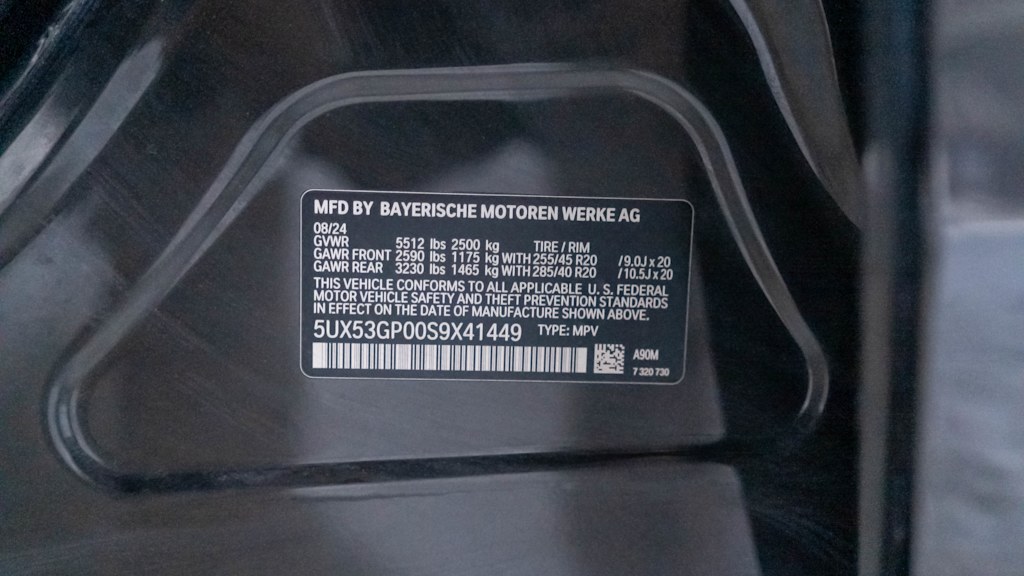 MFD BY BAYERISCHE MOTOREN WERKE AG
08/24
GVWR 5512 lbs 2500 kg TIRE / RIM
GAWR FRONT 2590 lbs 1175 kg WITH 255/45 R20 /9.0J x 20
GAWR REAR 3230 lbs 1465 kg WITH 285/40 R20 /10.5J x 20
THIS VEHICLE CONFORMS TO ALL APPLICABLE U. S. FEDERAL
MOTOR VEHICLE SAFETY AND THEFT PREVENTION STANDARDS
IN EFFECT ON THE DATE OF MANUFACTURE SHOWN ABOVE.
5UX53GP00S9X41449 TYPE: MPV
A90M
7 320 730